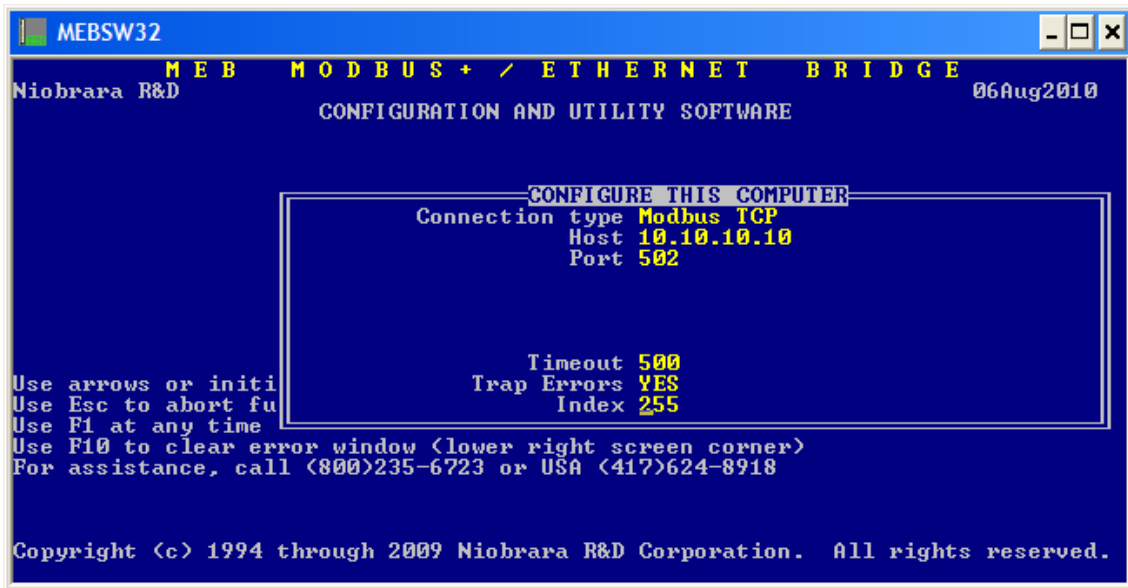 MEBSW32
M E B   M O D B U S + / E T H E R N E T   B R I D G E
Niobrara R&D 06Aug2010
CONFIGURATION AND UTILITY SOFTWARE
CONFIGURE THIS COMPUTER
Connection type Modbus TCP
Host 10.10.10.10
Port 502
Timeout 500
Trap Errors YES
Index 255
Use arrows or initi
Use Esc to abort fu
Use F1 at any time
Use F10 to clear error window (lower right screen corner)
For assistance, call (800)235-6723 or USA (417)624-8918
Copyright (c) 1994 through 2009 Niobrara R&D Corporation.  All rights reserved.